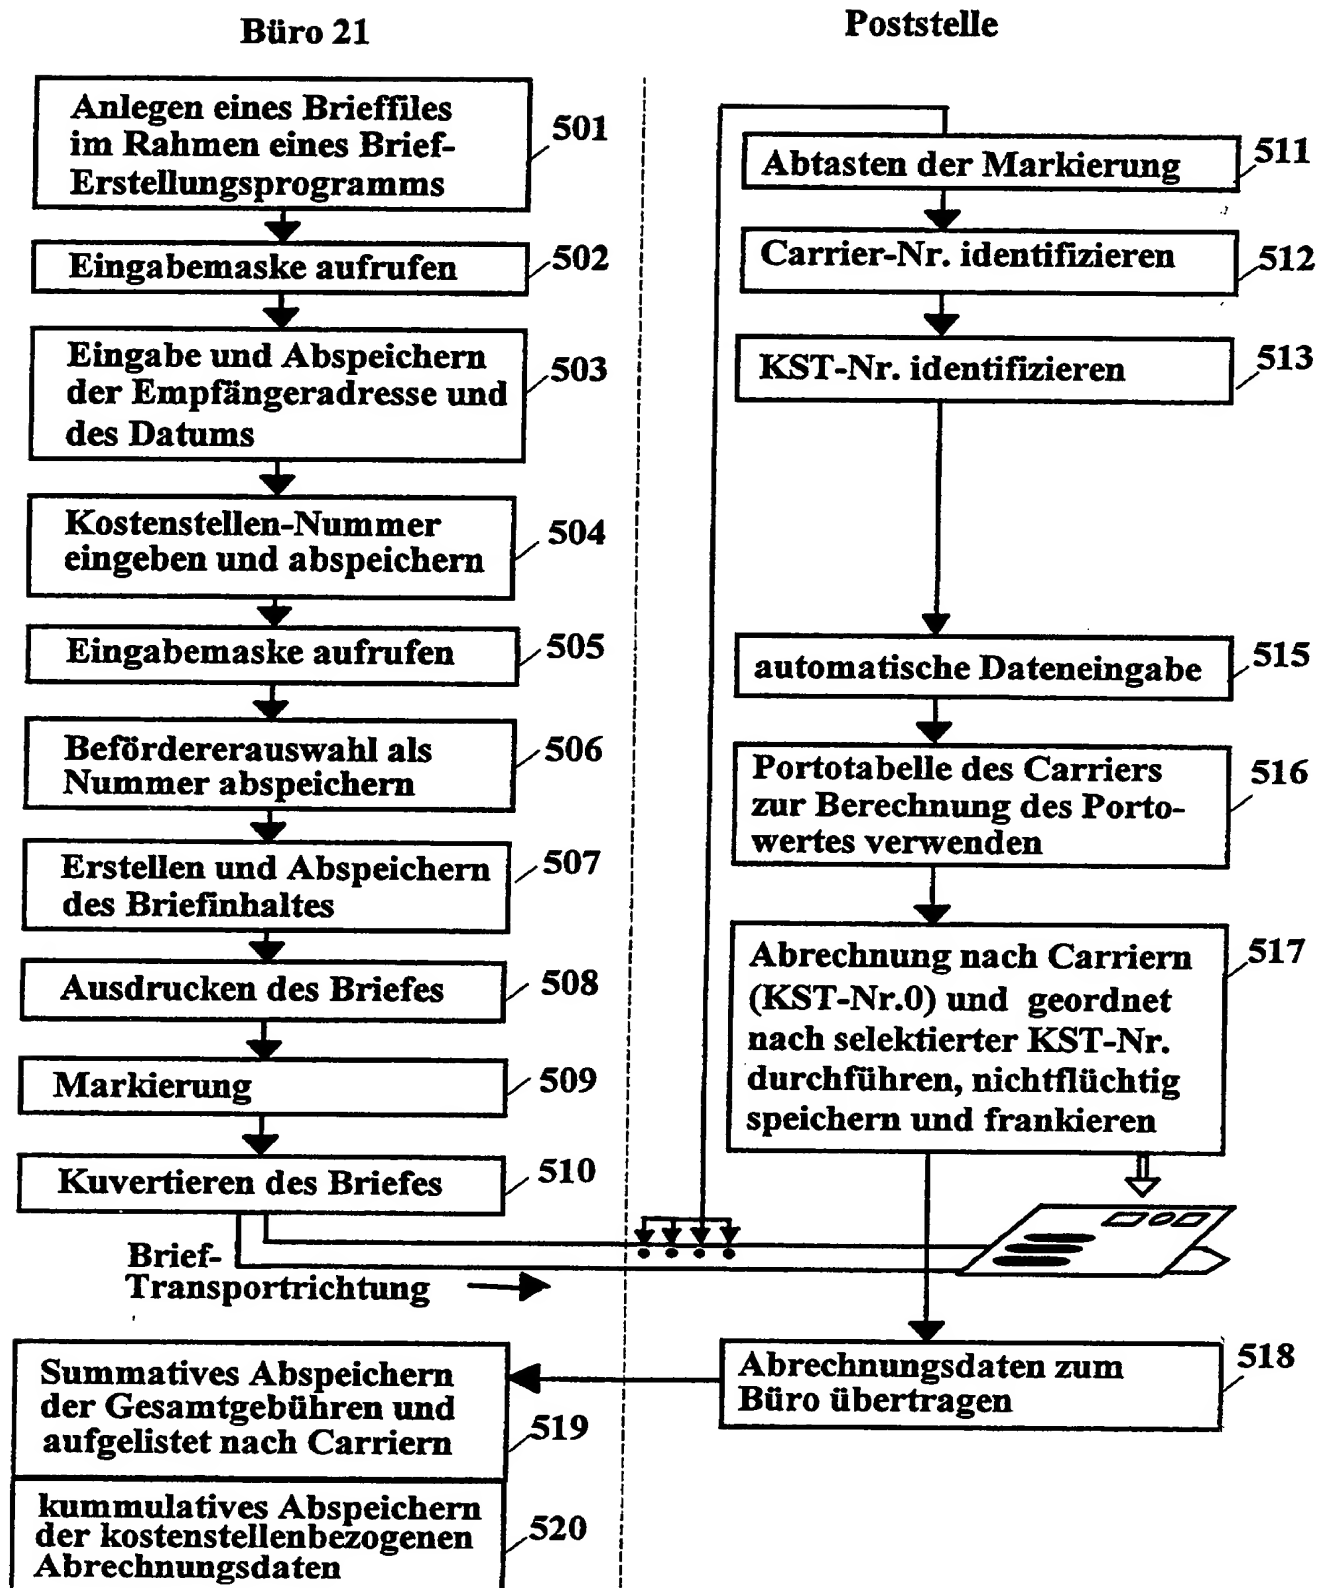 Büro 21
Anlegen eines Brieffiles
im Rahmen eines Brief-
Erstellungsprogramms
501
Eingabemaske aufrufen
502
Eingabe und Abspeichern
der Empfängeradresse und
des Datums
503
Kostenstellen-Nummer
eingeben und abspeichern
504
Eingabemaske aufrufen
505
Befördererauswahl als
Nummer abspeichern
506
Erstellen und Abspeichern
des Briefinhaltes
507
Ausdrucken des Briefes
508
Markierung
509
Kuvertieren des Briefes
510
Brief-
Transportrichtung
Poststelle
Abtasten der Markierung
511
Carrier-Nr. identifizieren
512
KST-Nr. identifizieren
513
automatische Dateneingabe
515
Portotabelle des Carriers
zur Berechnung des Porto-
wertes verwenden
516
Abrechnung nach Carriern
(KST-Nr.0) und geordnet
nach selektierter KST-Nr.
durchführen, nichtflüchtig
speichern und frankieren
517
Abrechnungsdaten zum
Büro übertragen
518
Summatives Abspeichern
der Gesamtgebühren und
aufgelistet nach Carriern
519
kummulatives Abspeichern
der kostenstellenbezogenen
Abrechnungsdaten
520